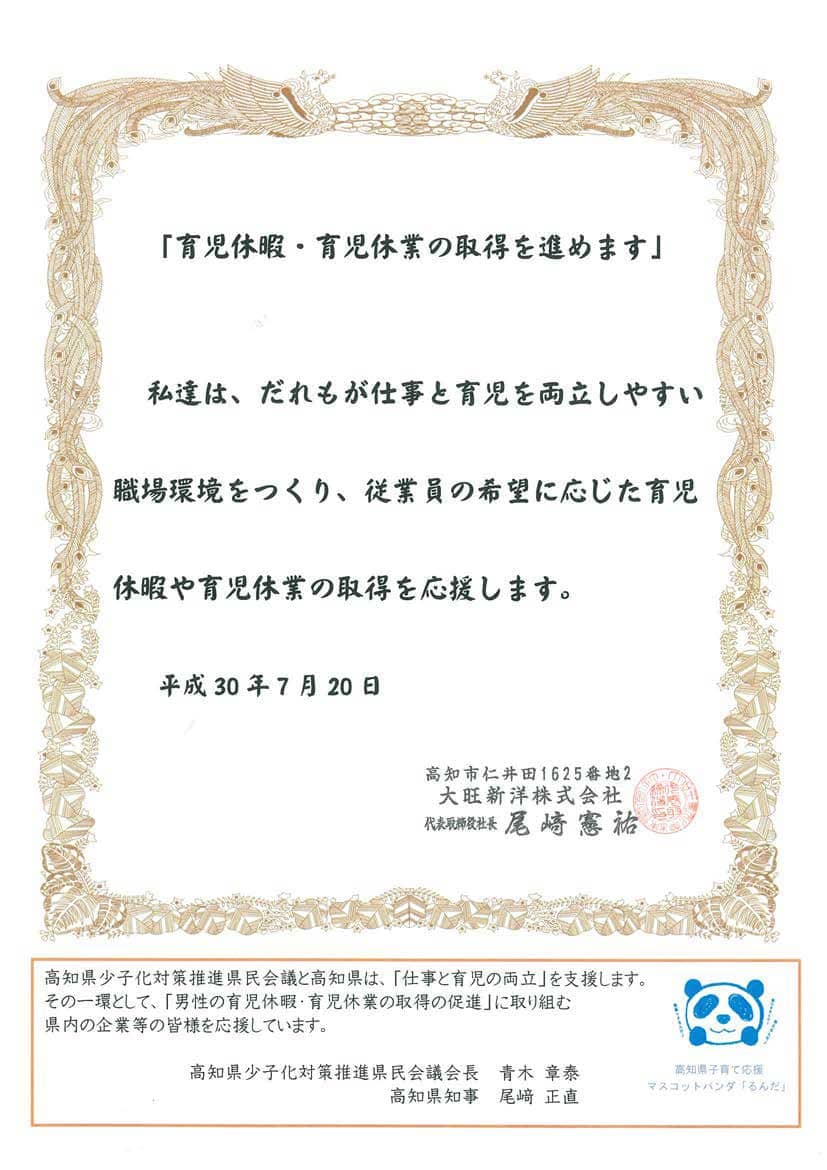 「育児休暇・育児休業の取得を進めます」
私達は、だれもが仕事と育児を両立しやすい
職場環境をつくり、従業員の希望に応じた育児
休暇や育児休業の取得を応援します。
平成30年7月20日
高知市仁井田1625番地2
大旺新洋株式会社
代表取締役社長 尾﨑憲祐
高知県少子化対策推進県民会議と高知県は、「仕事と育児の両立」を支援します。
その一環として、「男性の育児休暇・育児休業の取得の促進」に取り組む
県内の企業等の皆様を応援しています。
高知県少子化対策推進県民会議会長 青木 章泰
高知県知事 尾﨑 正直
高知県子育て応援
マスコットパンダ「るんだ」